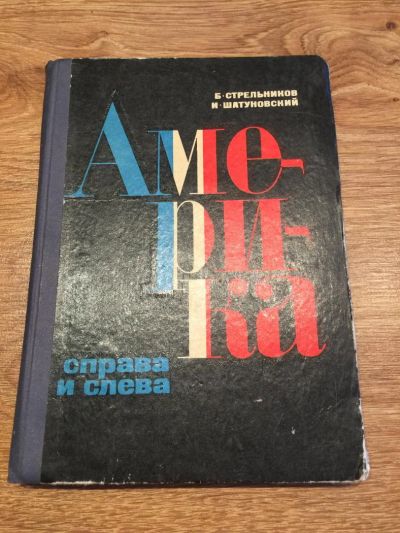 Б·СТРЕЛЬНИКОВ
И·ШАТУНОВСКИЙ
Аме-
ри-
ка
справа
и слева